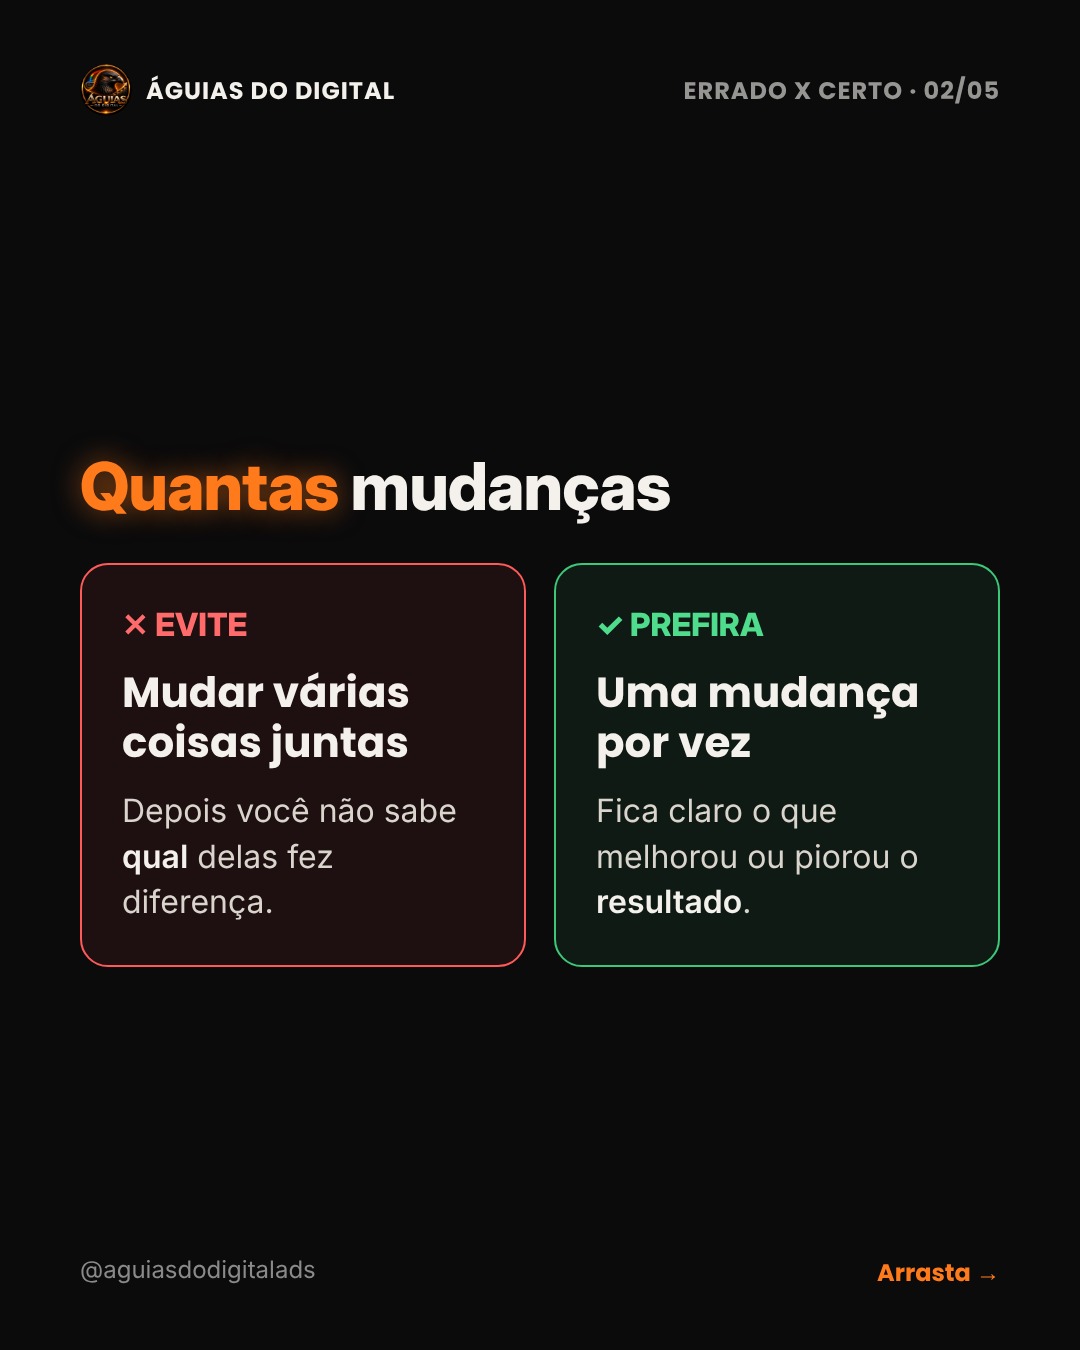 ÁGUIAS
ÁGUIAS DO DIGITAL
ERRADO X CERTO · 02/05
Quantas mudanças
✕ EVITE
Mudar várias
coisas juntas
Depois você não sabe
qual delas fez
diferença.
✓ PREFIRA
Uma mudança
por vez
Fica claro o que
melhorou ou piorou o
resultado.
@aguiasdodigitalads
Arrasta →